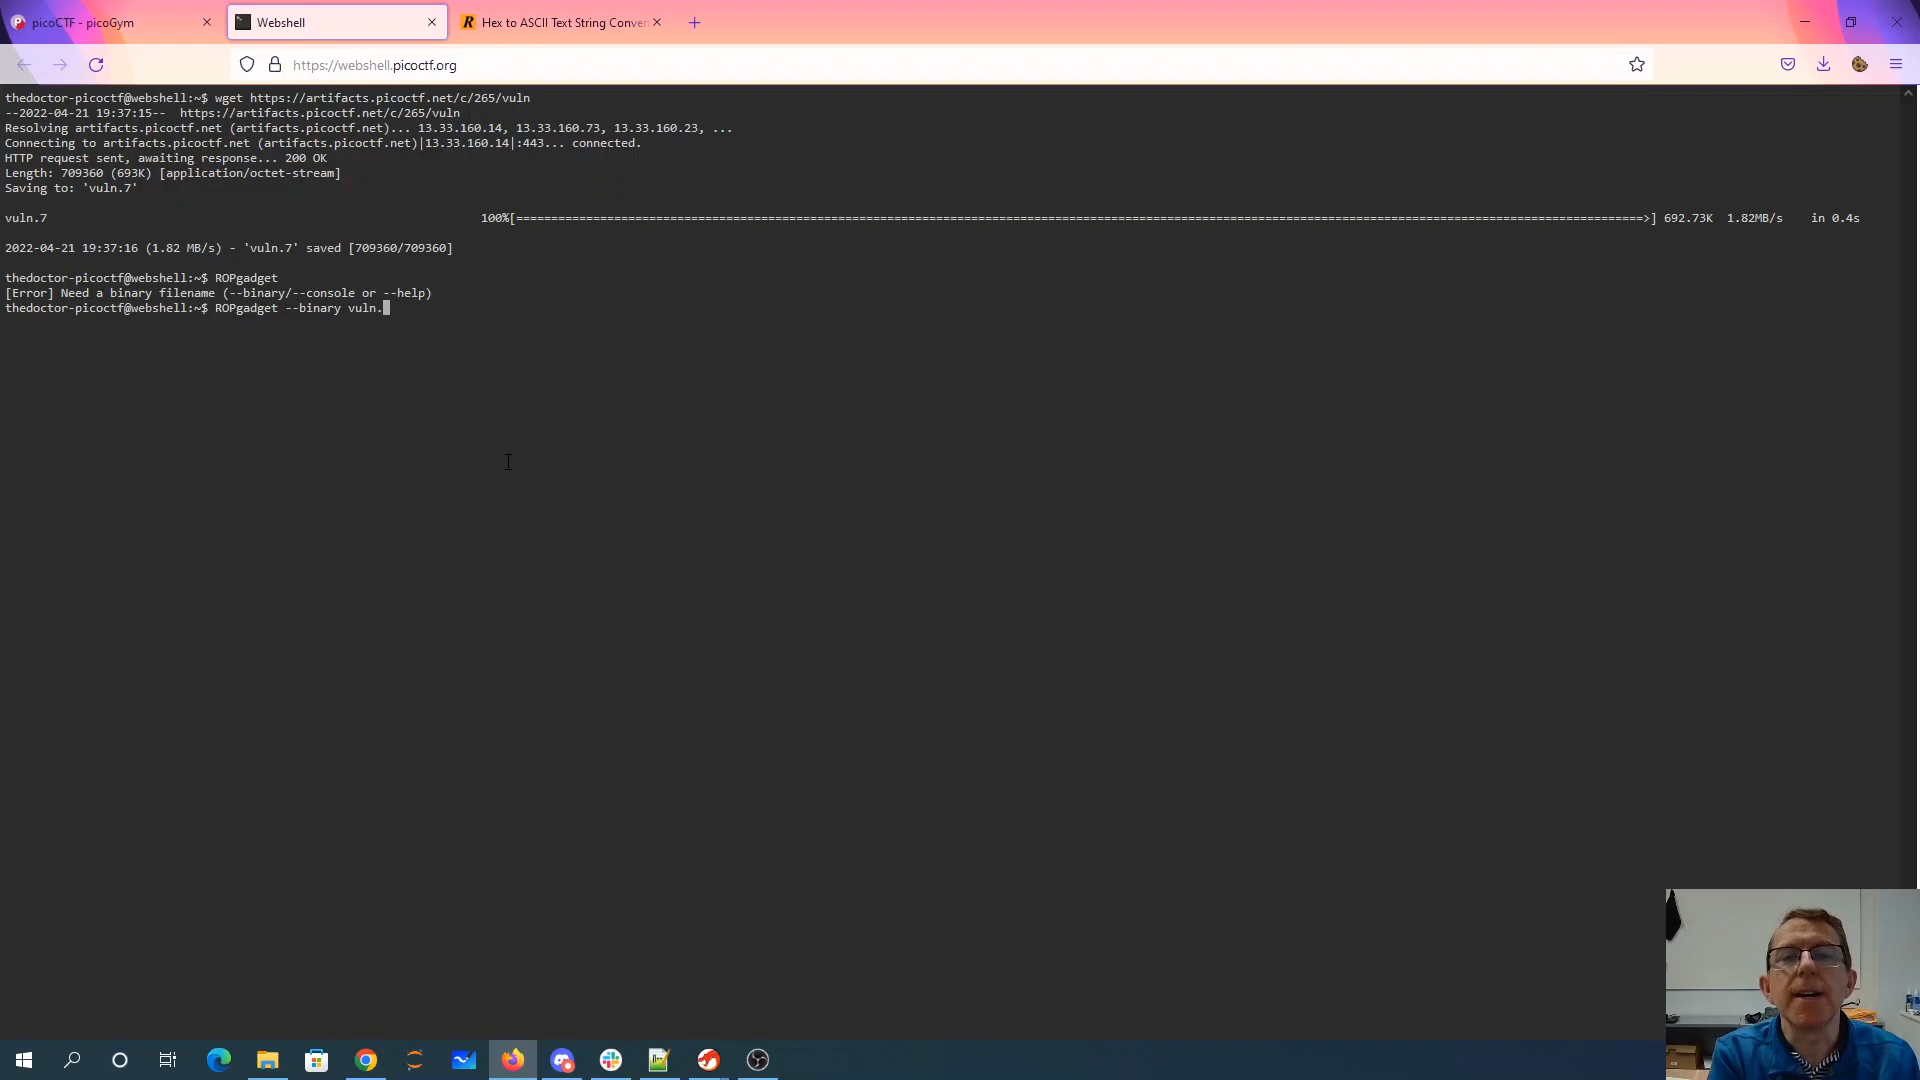 picoCTF - picoGym
Webshell
Hex to ASCII Text String Conver
https://webshell.picoctf.org
thedoctor-picoctf@webshell:~$ wget https://artifacts.picoctf.net/c/265/vuln
--2022-04-21 19:37:15--  https://artifacts.picoctf.net/c/265/vuln
Resolving artifacts.picoctf.net (artifacts.picoctf.net)... 13.33.160.14, 13.33.160.73, 13.33.160.23, ...
Connecting to artifacts.picoctf.net (artifacts.picoctf.net)|13.33.160.14|:443... connected.
HTTP request sent, awaiting response... 200 OK
Length: 709360 (693K) [application/octet-stream]
Saving to: 'vuln.7'
vuln.7 100%[=================================================================================================================================================================>] 692.73K 1.82MB/s in 0.4s
2022-04-21 19:37:16 (1.82 MB/s) - 'vuln.7' saved [709360/709360]
thedoctor-picoctf@webshell:~$ ROPgadget
[Error] Need a binary filename (--binary/--console or --help)
thedoctor-picoctf@webshell:~$ ROPgadget --binary vuln.